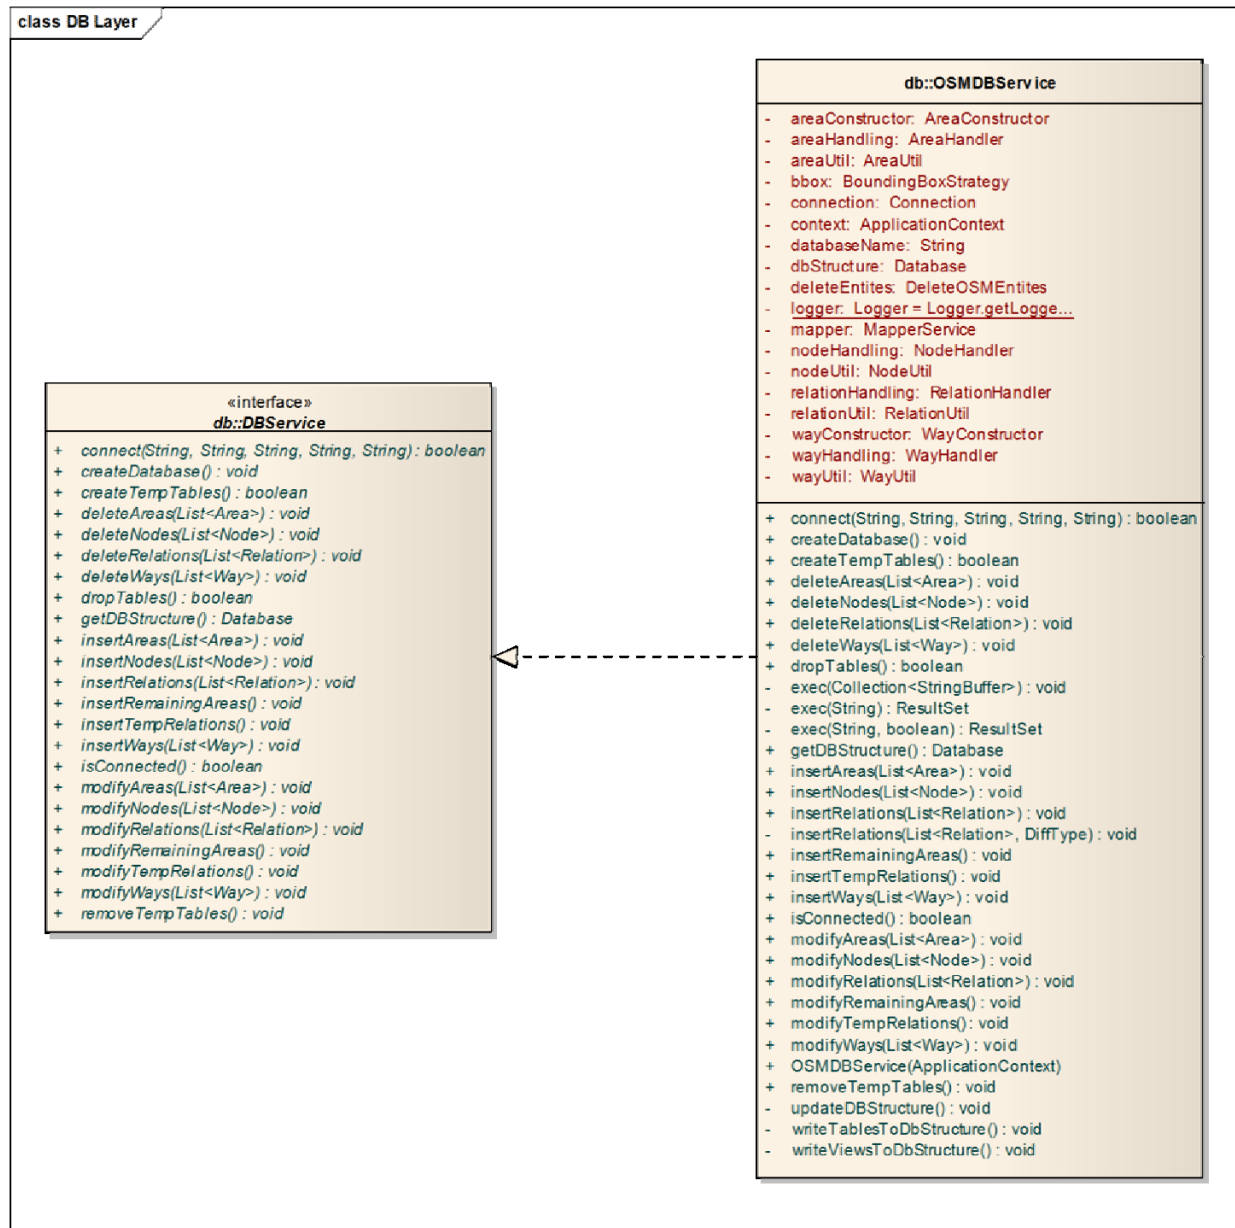 class DB Layer
db::OSMDBService
- areaConstructor: AreaConstructor
- areaHandling: AreaHandler
- areaUtil: AreaUtil
- bbox: BoundingBoxStrategy
- connection: Connection
- context: ApplicationContext
- databaseName: String
- dbStructure: Database
- deleteEntites: DeleteOSMEntites
- logger: Logger = Logger.getLogge...
- mapper: MapperService
- nodeHandling: NodeHandler
- nodeUtil: NodeUtil
- relationHandling: RelationHandler
- relationUtil: RelationUtil
- wayConstructor: WayConstructor
- wayHandling: WayHandler
- wayUtil: WayUtil
+ connect(String, String, String, String, String) : boolean
+ createDatabase() : void
+ createTempTables() : boolean
+ deleteAreas(List<Area>) : void
+ deleteNodes(List<Node>) : void
+ deleteRelations(List<Relation>) : void
+ deleteWays(List<Way>) : void
+ dropTables() : boolean
- exec(Collection<StringBuffer>) : void
- exec(String) : ResultSet
- exec(String, boolean) : ResultSet
+ getDBStructure() : Database
+ insertAreas(List<Area>) : void
+ insertNodes(List<Node>) : void
+ insertRelations(List<Relation>) : void
- insertRelations(List<Relation>, DiffType) : void
+ insertRemainingAreas() : void
+ insertTempRelations() : void
+ insertWays(List<Way>) : void
+ isConnected() : boolean
+ modifyAreas(List<Area>) : void
+ modifyNodes(List<Node>) : void
+ modifyRelations(List<Relation>) : void
+ modifyRemainingAreas() : void
+ modifyTempRelations() : void
+ modifyWays(List<Way>) : void
+ OSMDBService(ApplicationContext)
+ removeTempTables() : void
- updateDBStructure() : void
- writeTablesToDbStructure() : void
- writeViewsToDbStructure() : void
«interface»
db::DBService
+ connect(String, String, String, String, String) : boolean
+ createDatabase() : void
+ createTempTables() : boolean
+ deleteAreas(List<Area>) : void
+ deleteNodes(List<Node>) : void
+ deleteRelations(List<Relation>) : void
+ deleteWays(List<Way>) : void
+ dropTables() : boolean
+ getDBStructure() : Database
+ insertAreas(List<Area>) : void
+ insertNodes(List<Node>) : void
+ insertRelations(List<Relation>) : void
+ insertRemainingAreas() : void
+ insertTempRelations() : void
+ insertWays(List<Way>) : void
+ isConnected() : boolean
+ modifyAreas(List<Area>) : void
+ modifyNodes(List<Node>) : void
+ modifyRelations(List<Relation>) : void
+ modifyRemainingAreas() : void
+ modifyTempRelations() : void
+ modifyWays(List<Way>) : void
+ removeTempTables() : void